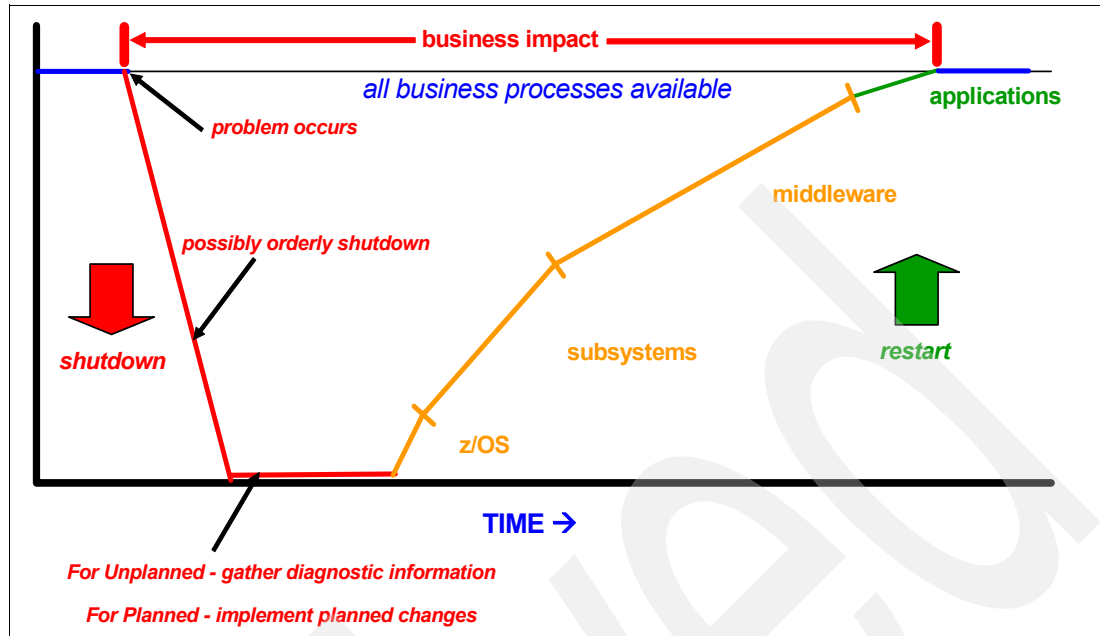 business impact
all business processes available
applications
problem occurs
middleware
possibly orderly shutdown
shutdown
subsystems
restart
z/OS
TIME →
For Unplanned - gather diagnostic information
For Planned - implement planned changes